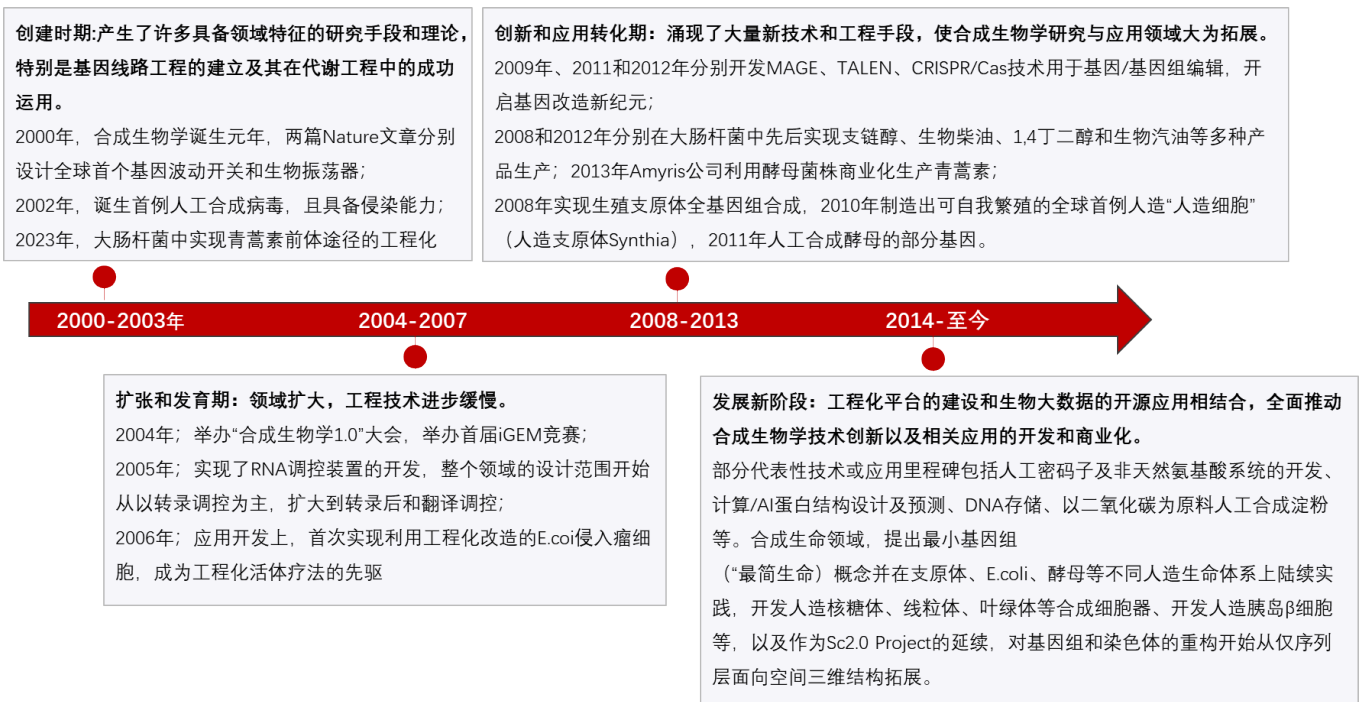 创建时期:产生了许多具备领域特征的研究手段和理论，
特别是基因线路工程的建立及其在代谢工程中的成功
运用。
2000年，合成生物学诞生元年，两篇Nature文章分别
设计全球首个基因波动开关和生物振荡器；
2002年，诞生首例人工合成病毒，且具备侵染能力；
2023年，大肠杆菌中实现青蒿素前体途径的工程化
创新和应用转化期：涌现了大量新技术和工程手段，使合成生物学研究与应用领域大为拓展。
2009年、2011和2012年分别开发MAGE、TALEN、CRISPR/Cas技术用于基因/基因组编辑，开
启基因改造新纪元；
2008和2012年分别在大肠杆菌中先后实现支链醇、生物柴油、1,4丁二醇和生物汽油等多种产
品生产；2013年Amyris公司利用酵母菌株商业化生产青蒿素；
2008年实现生殖支原体全基因组合成，2010年制造出可自我繁殖的全球首例人造“人造细胞”
（人造支原体Synthia），2011年人工合成酵母的部分基因。
2000-2003年
2004-2007
2008-2013
2014-至今
扩张和发育期：领域扩大，工程技术进步缓慢。
2004年；举办“合成生物学1.0”大会，举办首届iGEM竞赛；
2005年；实现了RNA调控装置的开发，整个领域的设计范围开始
从以转录调控为主，扩大到转录后和翻译调控；
2006年；应用开发上，首次实现利用工程化改造的E.coi侵入瘤细
胞，成为工程化活体疗法的先驱
发展新阶段：工程化平台的建设和生物大数据的开源应用相结合，全面推动
合成生物学技术创新以及相关应用的开发和商业化。
部分代表性技术或应用里程碑包括人工密码子及非天然氨基酸系统的开发、
计算/AI蛋白结构设计及预测、DNA存储、以二氧化碳为原料人工合成淀粉
等。合成生命领域，提出最小基因组
（“最简生命）概念并在支原体、E.coli、酵母等不同人造生命体系上陆续实
践，开发人造核糖体、线粒体、叶绿体等合成细胞器、开发人造胰岛β细胞
等，以及作为Sc2.0 Project的延续，对基因组和染色体的重构开始从仅序列
层面向空间三维结构拓展。